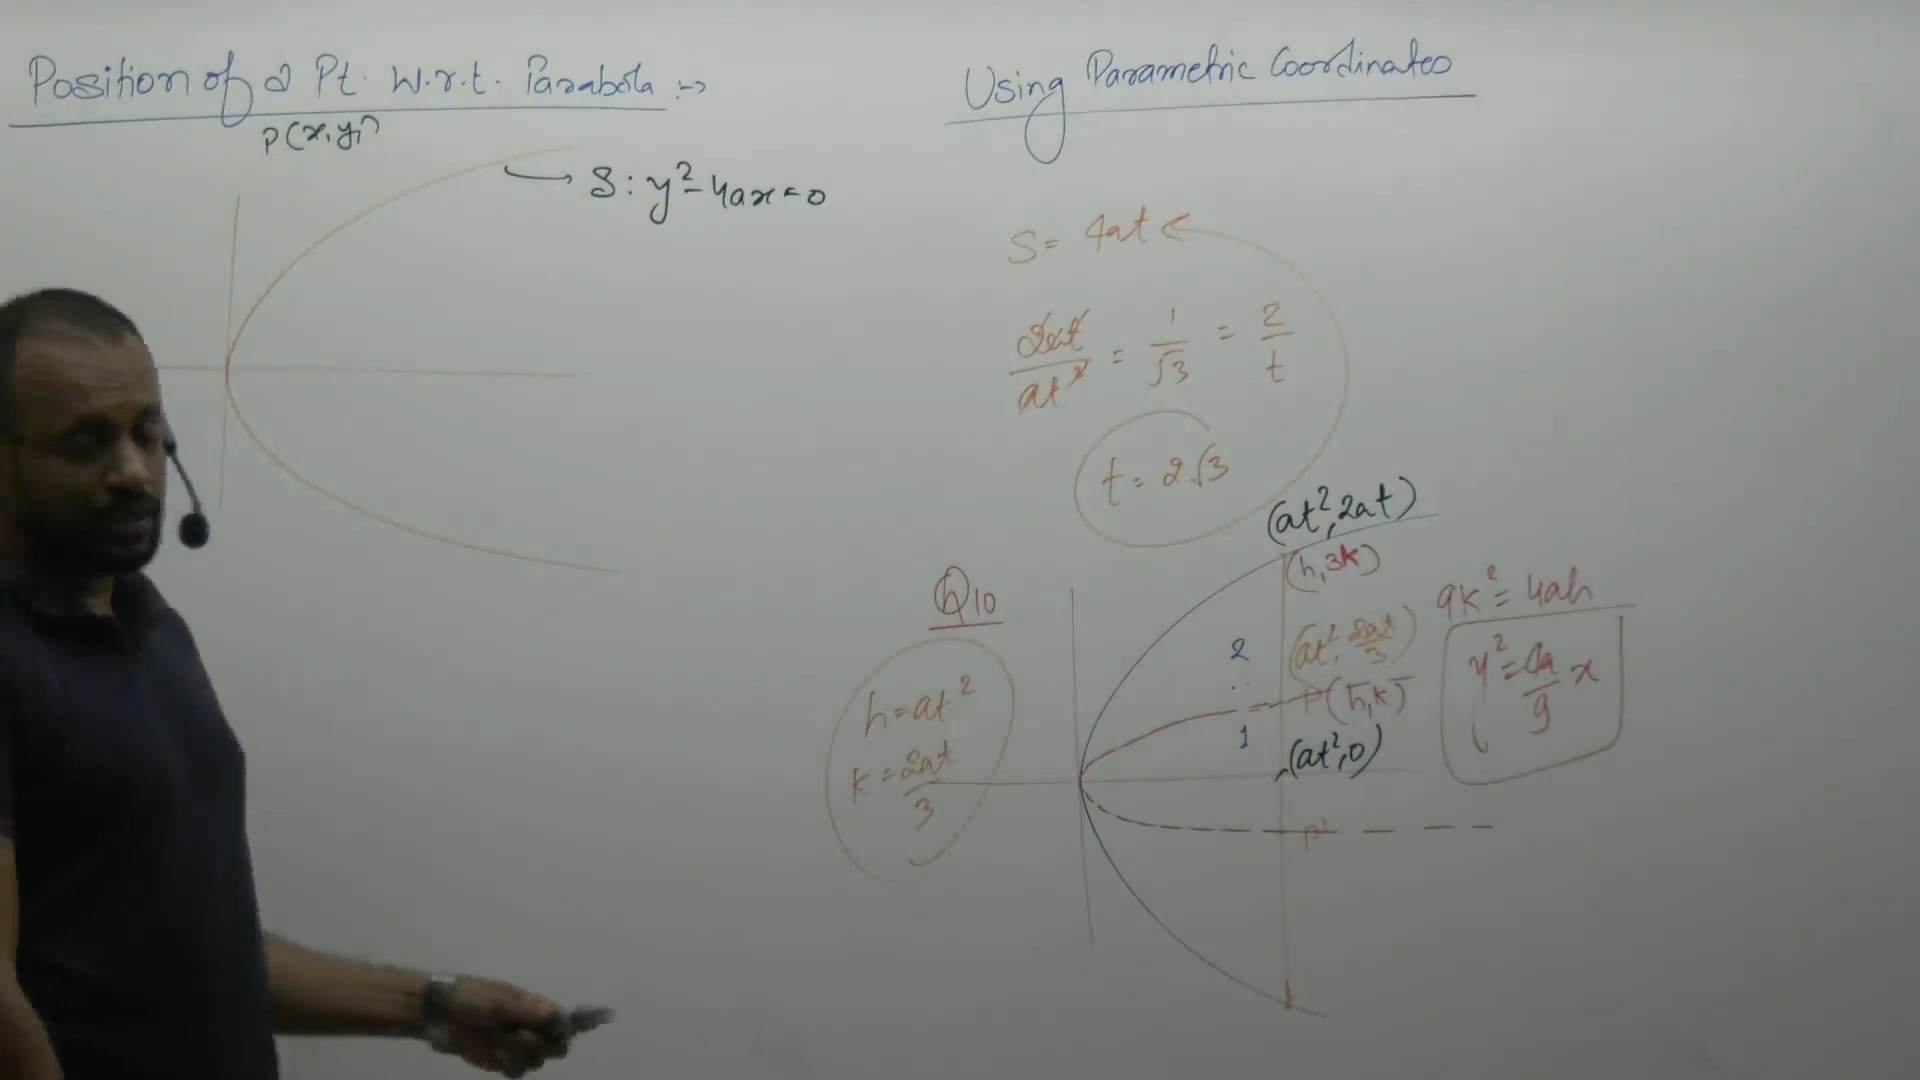 Position of a Pt. w.r.t. Parabola :->
P(x, y,)
S : y² - 4ax = 0
Using Parametric Coordinates
S = 4at
2at/at² = 1/√3 = 2/t
t = 2√3
(at², 2at)
(h, 3k)
Q10
9k² = 4ah
2
(at², 2at/3)
y² = 4a/9 x
h = at²
P(h, k)
1
(at², 0)
k = 2at/3
P'